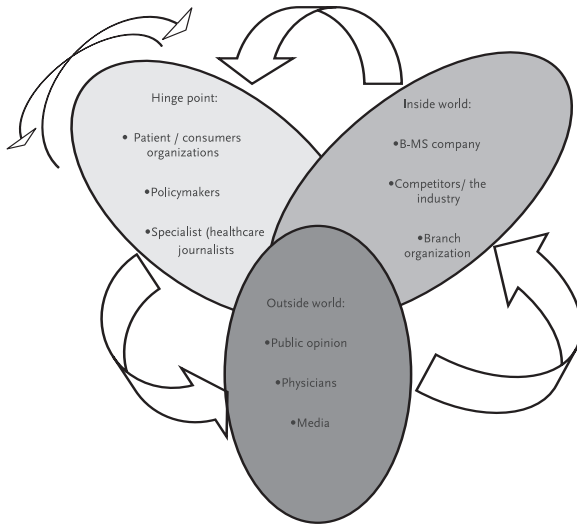 Hinge point:
• Patient / consumers
organizations
•Policymakers
•Specialist (healthcare
journalists
Inside world:
•B-MS company
•Competitors/ the
industry
•Branch
organization
Outside world:
•Public opinion
•Physicians
•Media